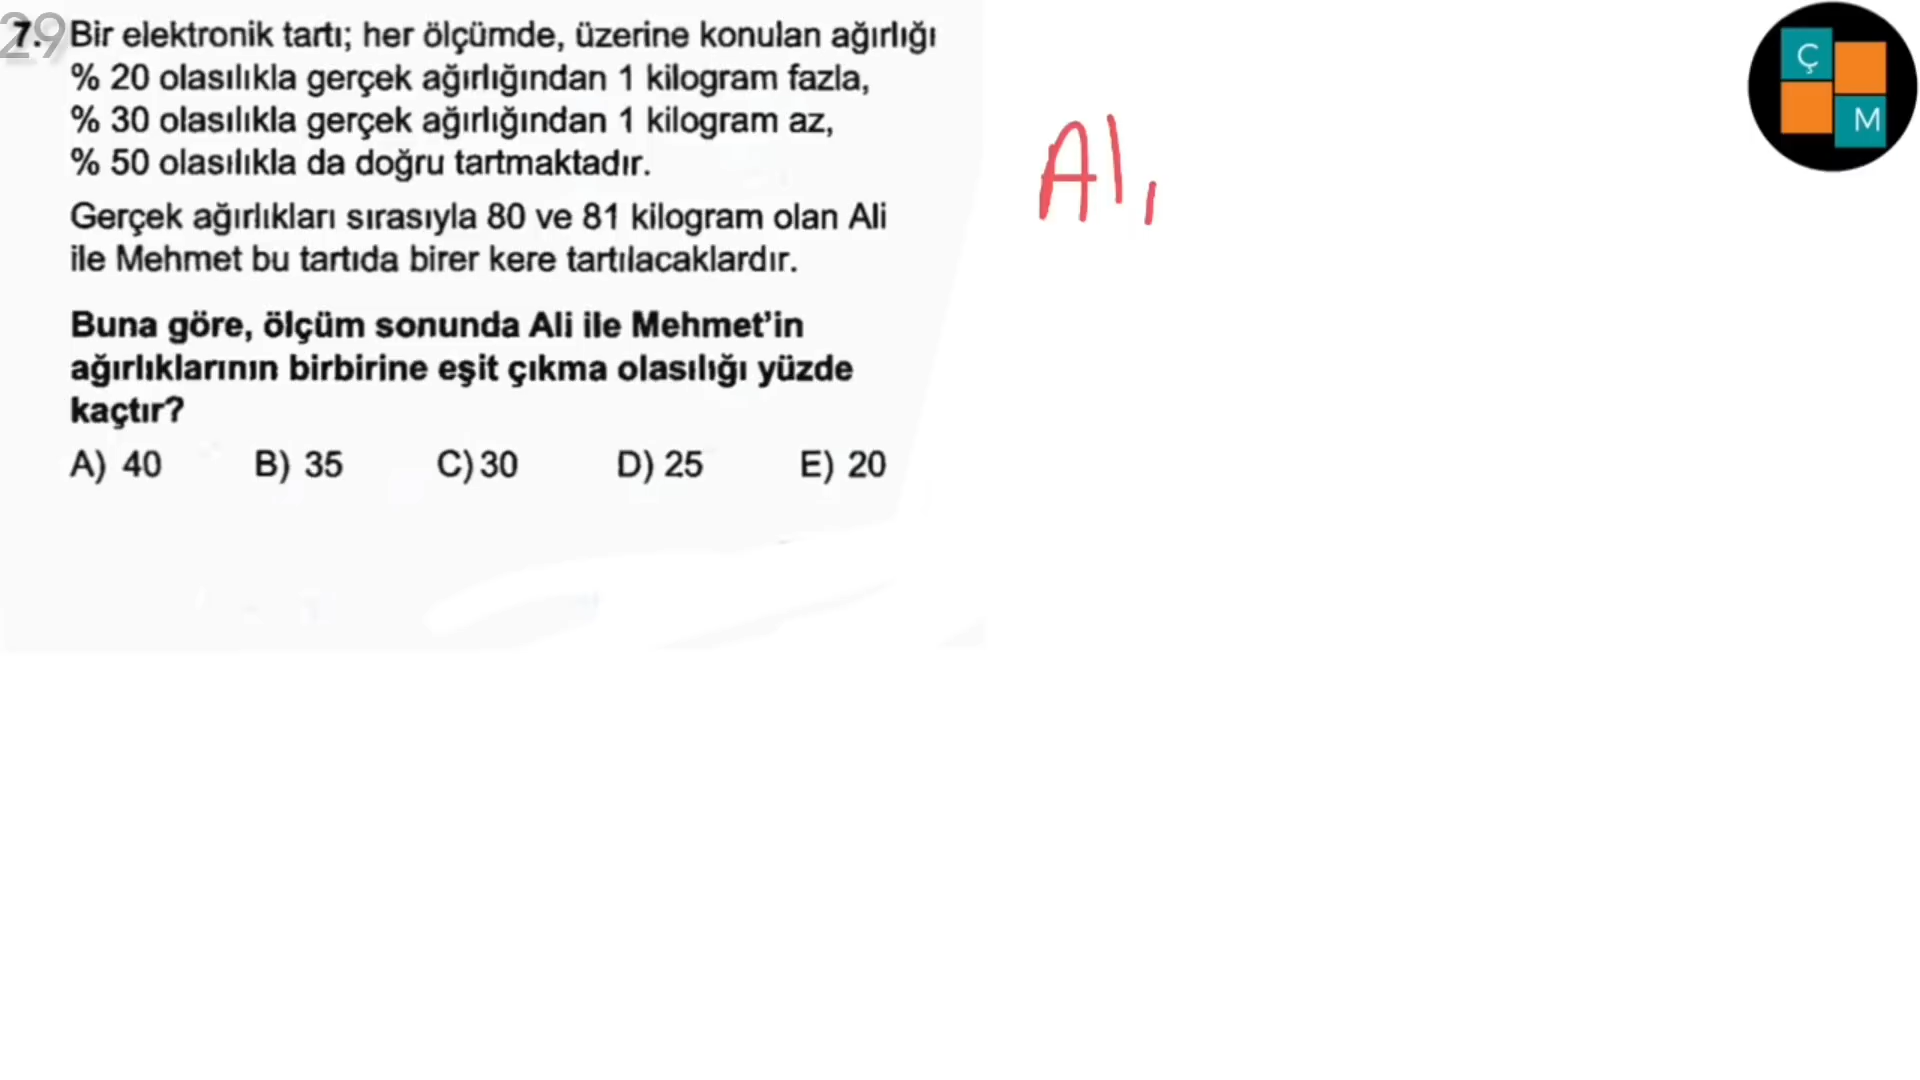 29
7. Bir elektronik tartı; her ölçümde, üzerine konulan ağırlığı
% 20 olasılıkla gerçek ağırlığından 1 kilogram fazla,
% 30 olasılıkla gerçek ağırlığından 1 kilogram az,
% 50 olasılıkla da doğru tartmaktadır.
Gerçek ağırlıkları sırasıyla 80 ve 81 kilogram olan Ali
ile Mehmet bu tartıda birer kere tartılacaklardır.
Buna göre, ölçüm sonunda Ali ile Mehmet'in
ağırlıklarının birbirine eşit çıkma olasılığı yüzde
kaçtır?
A) 40 B) 35 C) 30 D) 25 E) 20
Alı
Ç
M